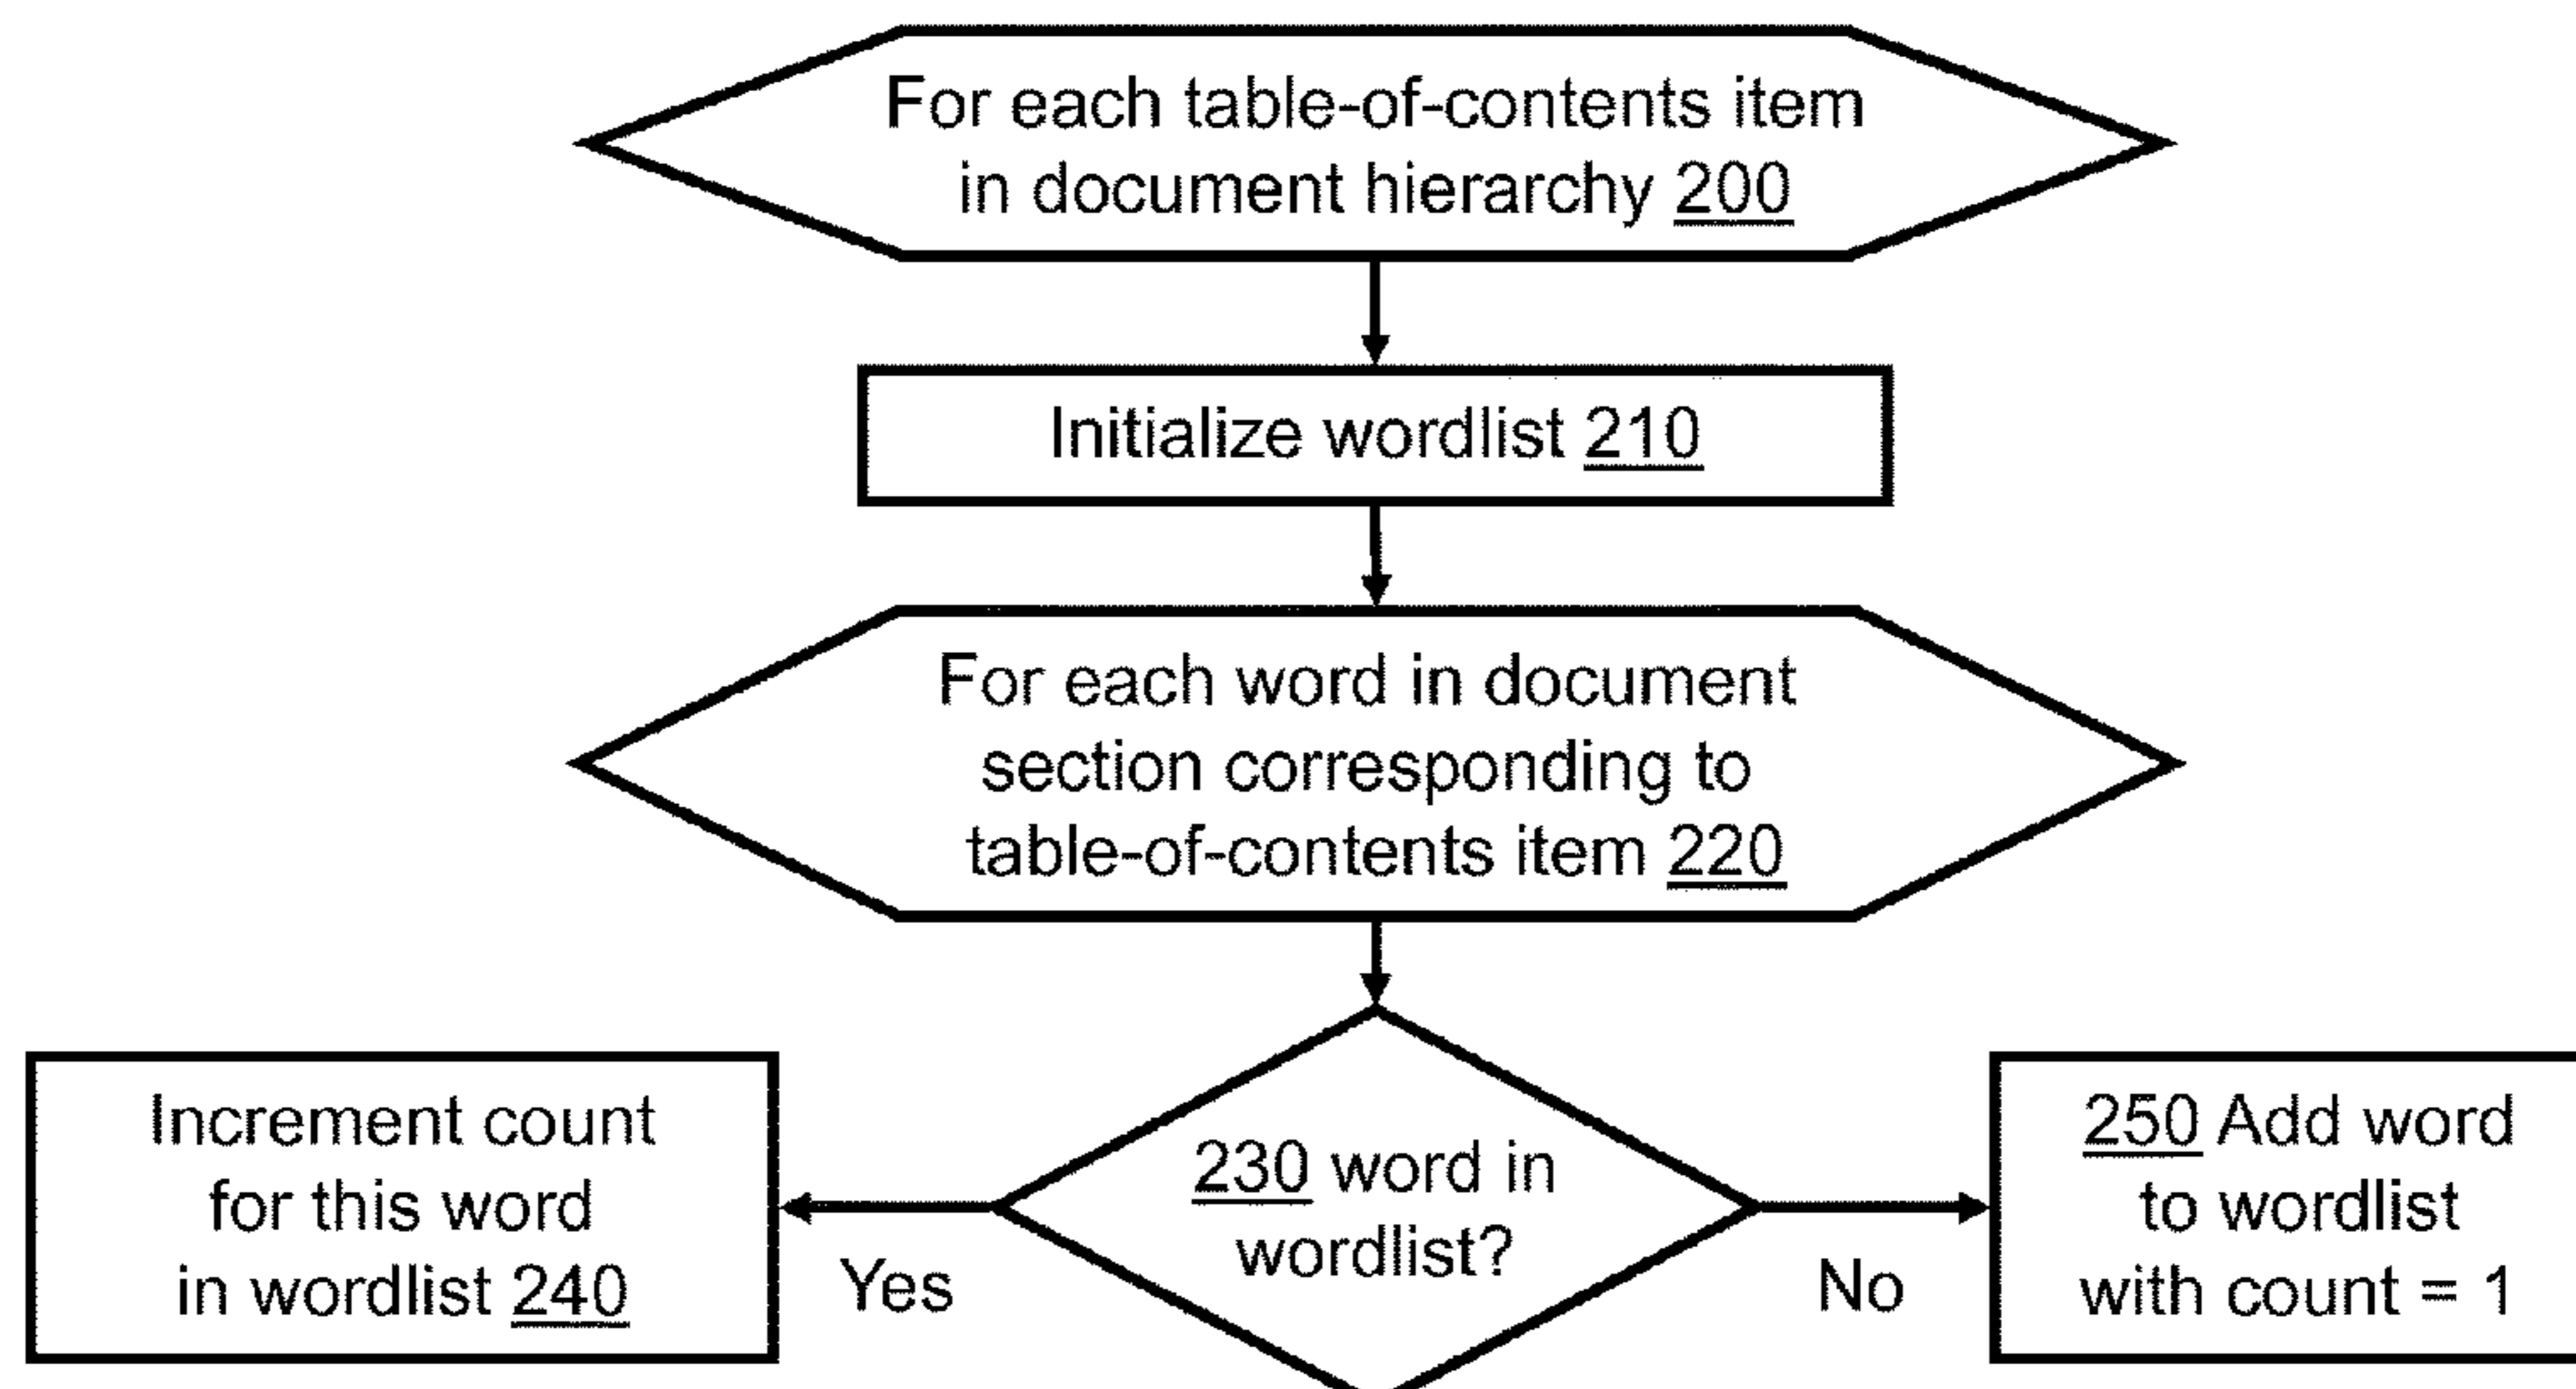 For each table-of-contents item
in document hierarchy 200
Initialize wordlist 210
For each word in document
section corresponding to
table-of-contents item 220
Increment count
for this word
in wordlist 240
Yes
230 word in
wordlist?
No
250 Add word
to wordlist
with count = 1